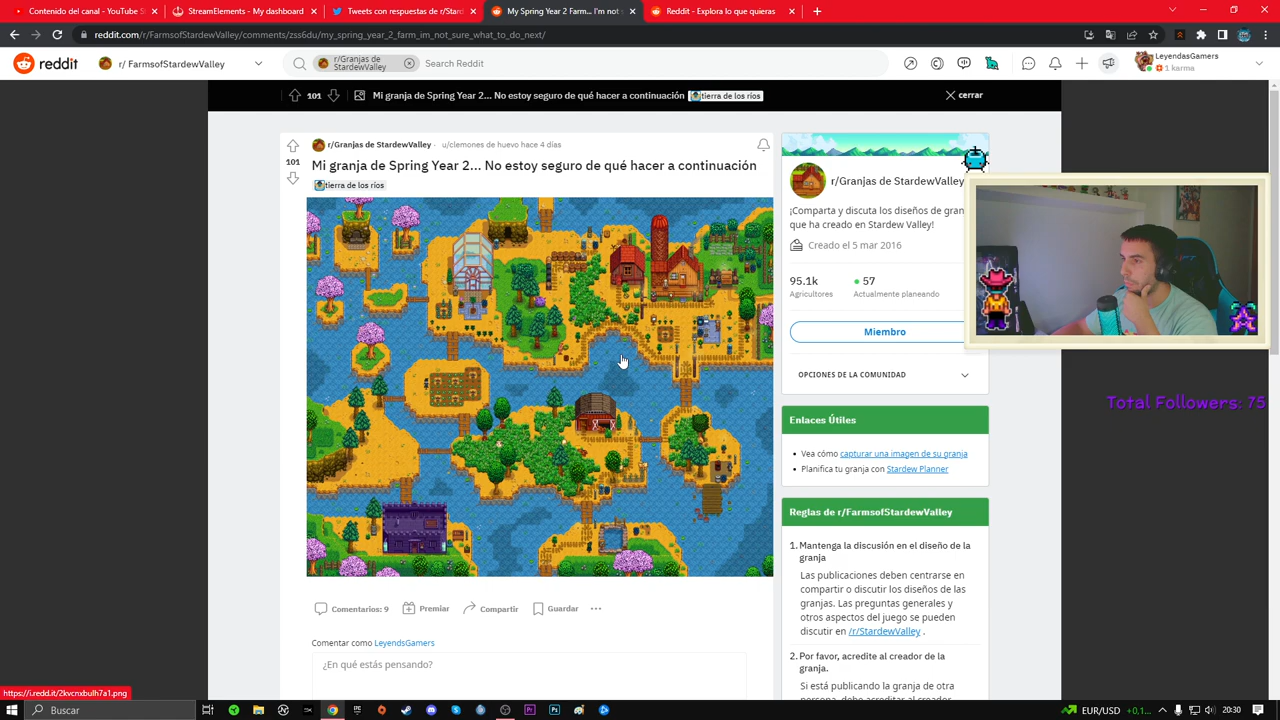 Contenido del canal - YouTube S
StreamElements - My dashboard
Tweets con respuestas de r/Stard
My Spring Year 2 Farm... I'm not s
Reddit - Explora lo que quieras
reddit.com/r/FarmsofStardewValley/comments/zss6du/my_spring_year_2_farm_im_not_sure_what_to_do_next/
reddit
r/ FarmsofStardewValley
r/Granjas de
StardewValley
Search Reddit
LeyendasGamers
1 karma
101
Mi granja de Spring Year 2... No estoy seguro de qué hacer a continuación
tierra de los ríos
cerrar
r/Granjas de StardewValley · u/clemones de huevo hace 4 días
101
Mi granja de Spring Year 2... No estoy seguro de qué hacer a continuación
tierra de los ríos
Comentarios: 9
Premiar
Compartir
Guardar
Comentar como LeyendsGamers
¿En qué estás pensando?
r/Granjas de StardewValley
¡Comparta y discuta los diseños de gran
que ha creado en Stardew Valley!
Creado el 5 mar 2016
95.1k
57
Agricultores
Actualmente planeando
Miembro
OPCIONES DE LA COMUNIDAD
Enlaces Útiles
Vea cómo capturar una imagen de su granja
Planifica tu granja con Stardew Planner
Reglas de r/FarmsofStardewValley
1. Mantenga la discusión en el diseño de la
granja
Las publicaciones deben centrarse en
compartir o discutir los diseños de las
granjas. Las preguntas generales y
otros aspectos del juego se pueden
discutir en /r/StardewValley .
2. Por favor, acredite al creador de la
granja.
Si está publicando la granja de otra
persona, debe acreditar al creador
Total Followers: 75
https://i.redd.it/2kvcnxbulh7a1.png
Buscar
EUR/USD
+0,1...
20:30